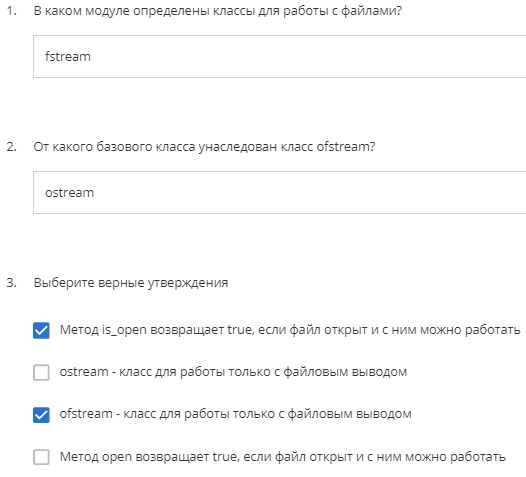 1. В каком модуле определены классы для работы с файлами?
fstream
2. От какого базового класса унаследован класс ofstream?
ostream
3. Выберите верные утверждения
Метод is_open возвращает true, если файл открыт и с ним можно работать
ostream - класс для работы только с файловым выводом
ofstream - класс для работы только с файловым выводом
Метод open возвращает true, если файл открыт и с ним можно работать